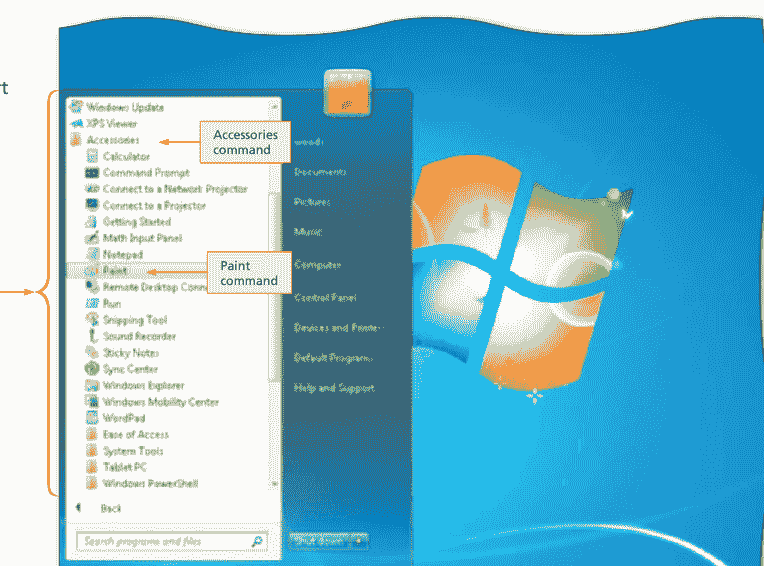 rt
Windows Update
XPS Viewer
Accessories
Calculator
Command Prompt
Connect to a Network Projector
Connect to a Projector
Getting Started
Math Input Panel
Notepad
Paint
Remote Desktop Conn
Run
Snipping Tool
Sound Recorder
Sticky Notes
Sync Center
Windows Explorer
Windows Mobility Center
WordPad
Ease of Access
System Tools
Tablet PC
Windows PowerShell
Back
Search programs and files
Accessories
command
Paint
command
Documents
Pictures
Music
Computer
Control Panel
Devices and Printers
Default Programs
Help and Support
Shut down